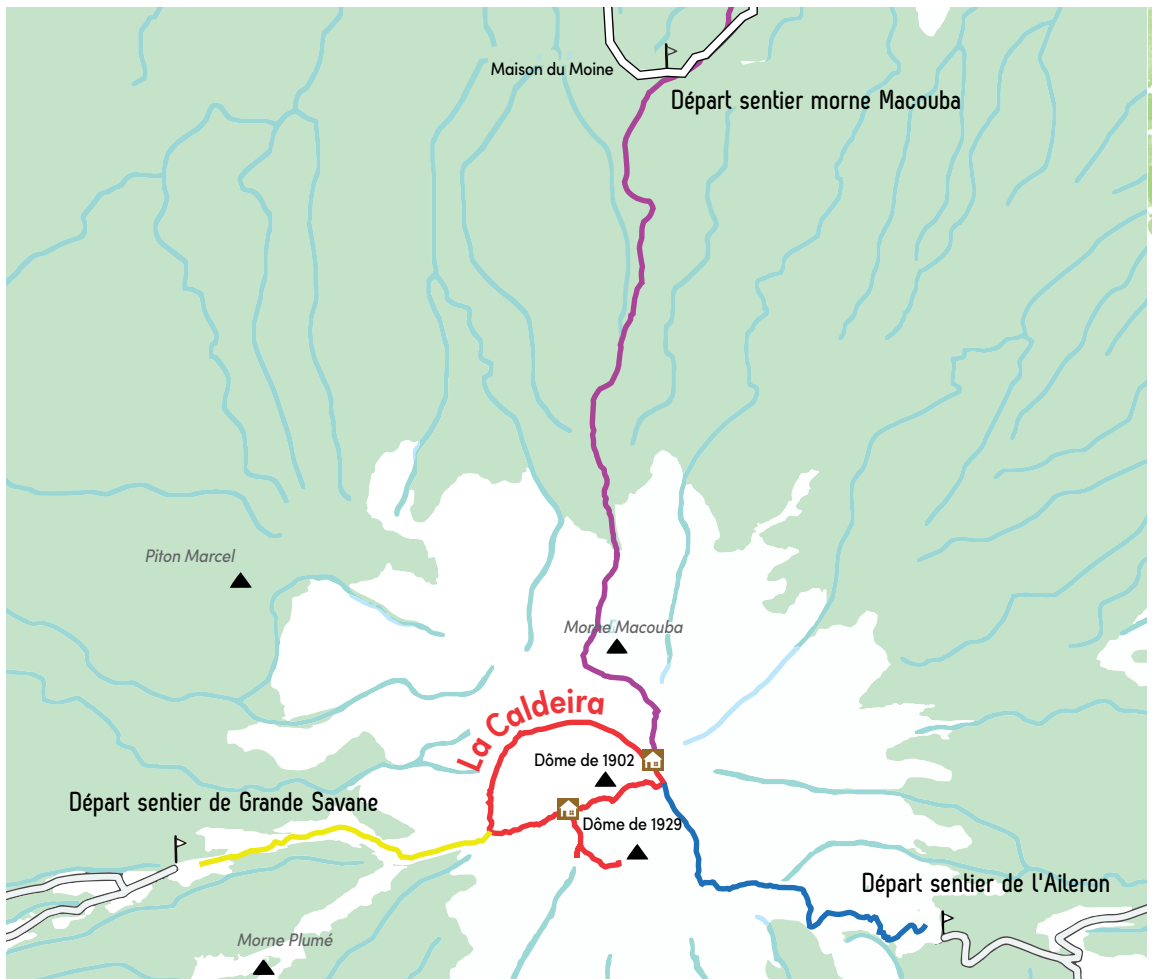 Maison du Moine
Départ sentier morne Macouba
Piton Marcel
Morne Macouba
La Caldeira
Dôme de 1902
Départ sentier de Grande Savane
Dôme de 1929
Départ sentier de l'Aileron
Morne Plumé